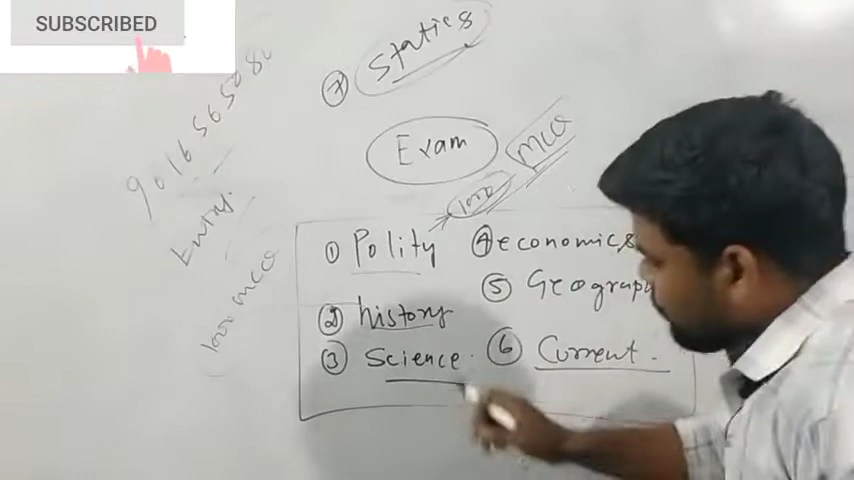 SUBSCRIBED
⑦ Statics
9016565080
Exam
MCQ
1000
Entry.
① Polity
④ economics
⑤ Geograph
② history
③ Science.
⑥ Current.
1000 MCQ